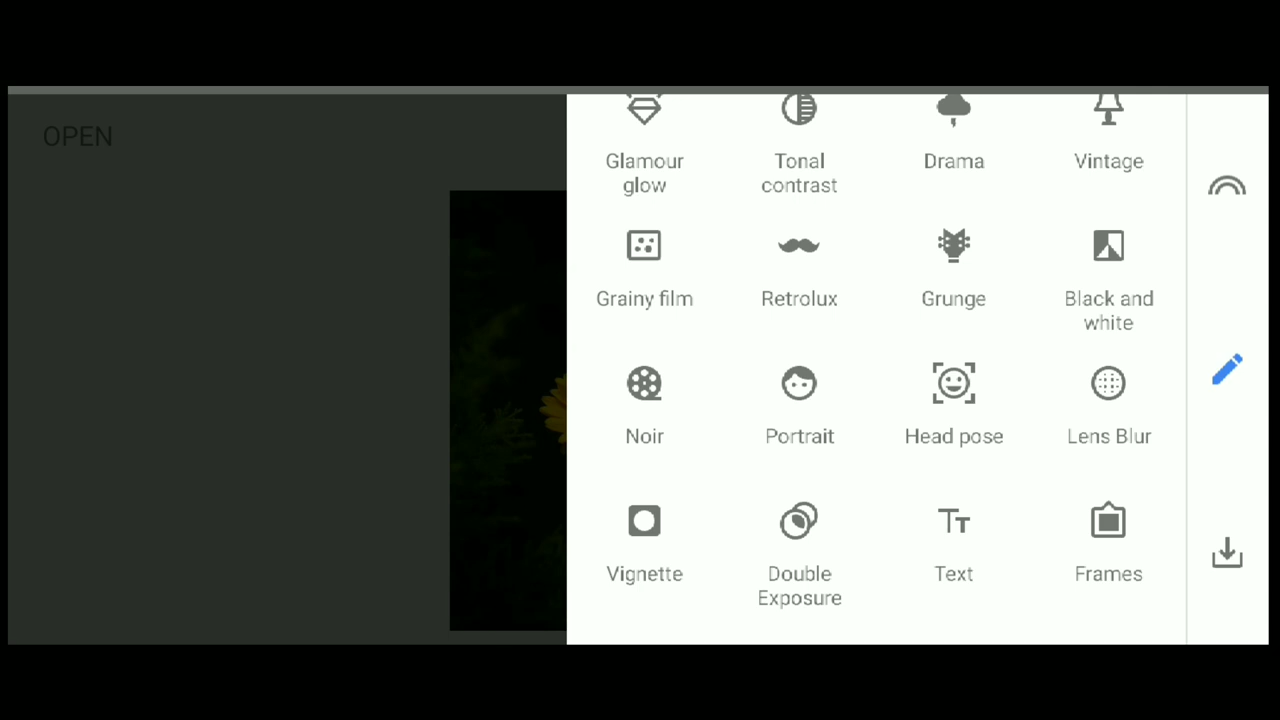 OPEN
Glamour
glow
Tonal
contrast
Drama
Vintage
Grainy film
Retrolux
Grunge
Black and
white
Noir
Portrait
Head pose
Lens Blur
Vignette
Double
Exposure
Text
Frames